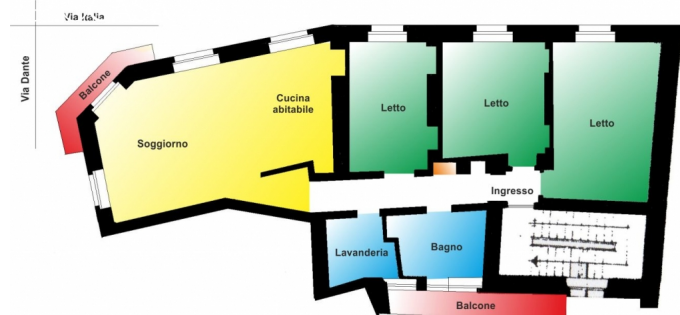 Via Italia
Via Dante
Balcone
Soggiorno
Cucina
abitabile
Letto
Letto
Letto
Ingresso
Lavanderia
Bagno
Balcone